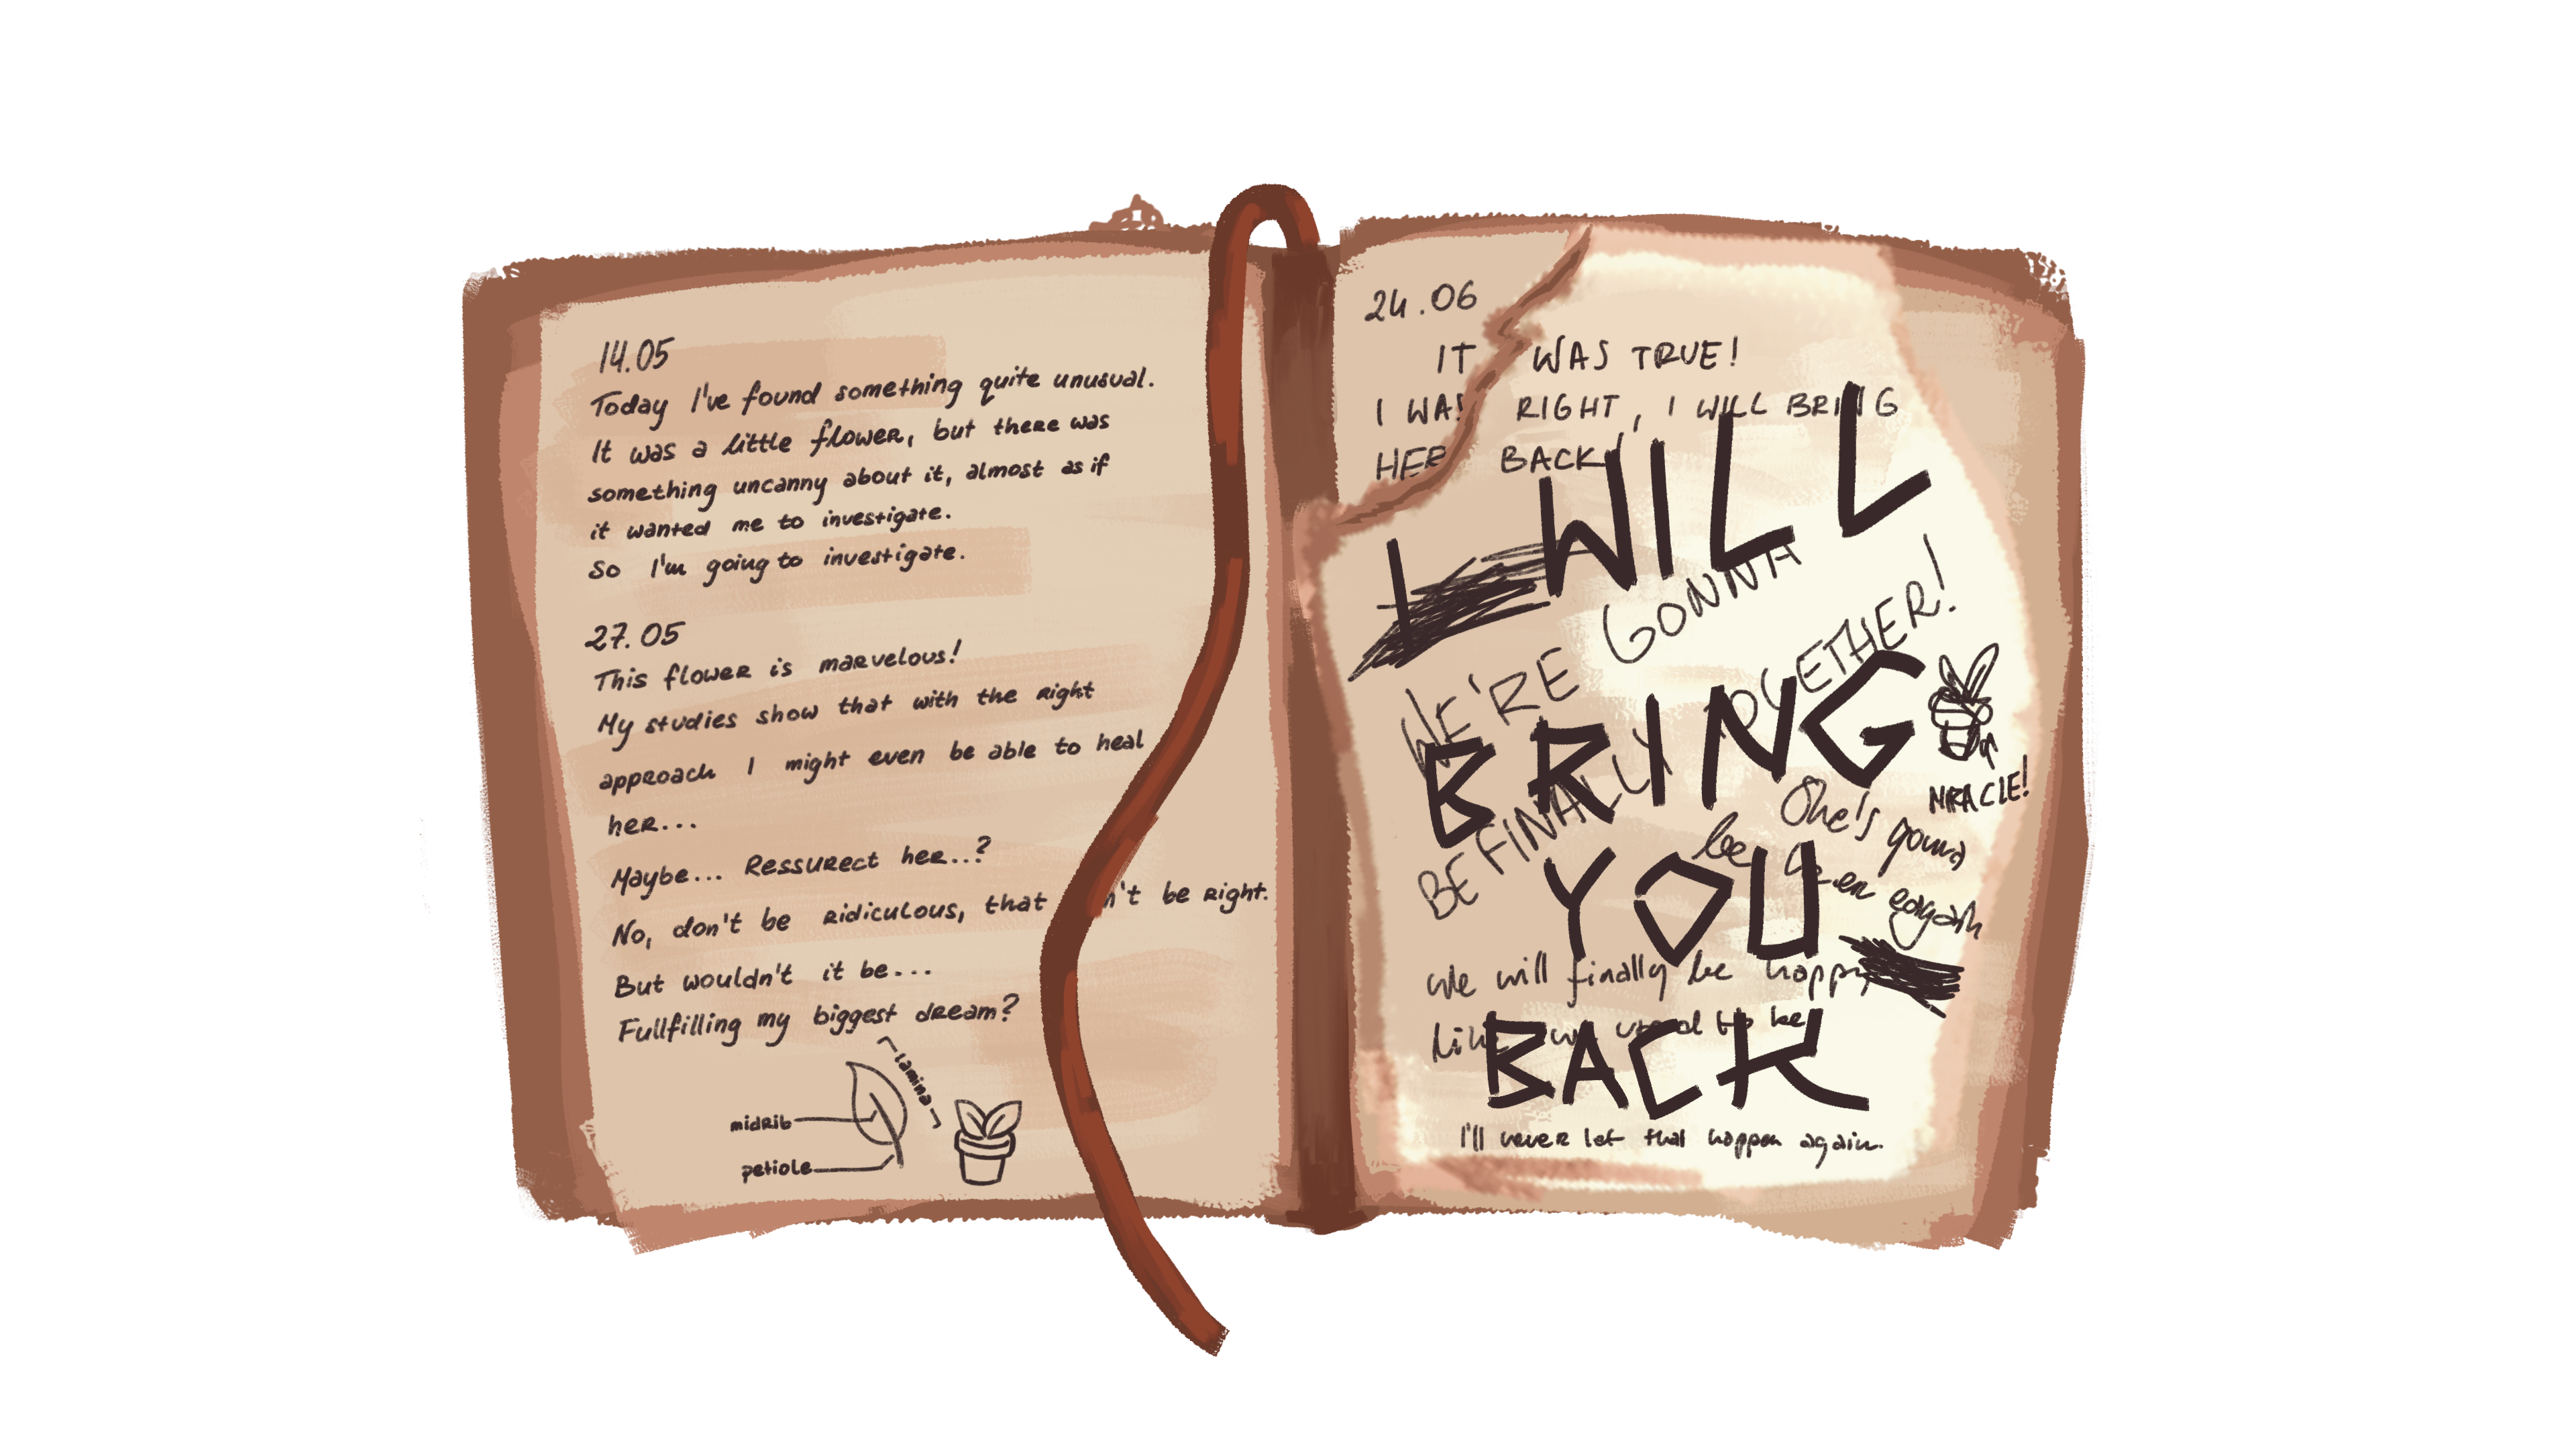 14.05
Today I've found something quite unusual.
It was a little flower, but there was
something uncanny about it, almost as if
it wanted me to investigate.
So I'm going to investigate.
27.05
This flower is marvelous!
My studies show that with the right
approach I might even be able to heal
her...
Maybe... Ressurect her..?
No, don't be ridiculous, that be right.
But wouldn't it be...
Fullfilling my biggest dream?
lamina
midrib
petiole
24.06
IT WAS TRUE!
I WAS RIGHT, I WILL BRING
HER BACK!
I WILL
WE'RE GONNA
BE FINALLY TOGETHER!
BRING
MRACLE!
She's gonna
be eagain
YOU
We will finally be happy
Like we used to be
BACK
I'll never let that happen again.